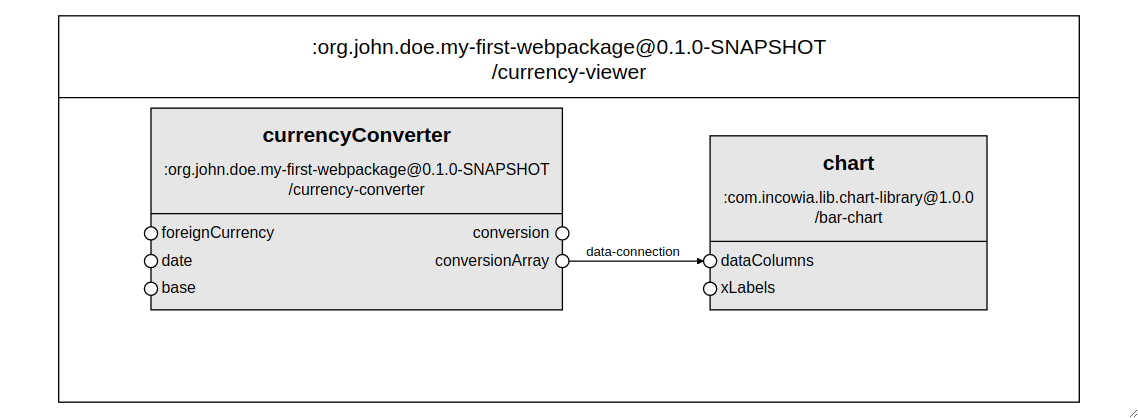 :org.john.doe.my-first-webpackage@0.1.0-SNAPSHOT
/currency-viewer
currencyConverter
:org.john.doe.my-first-webpackage@0.1.0-SNAPSHOT
/currency-converter
foreignCurrency
date
base
conversion
conversionArray
data-connection
chart
:com.incowia.lib.chart-library@1.0.0
/bar-chart
dataColumns
xLabels